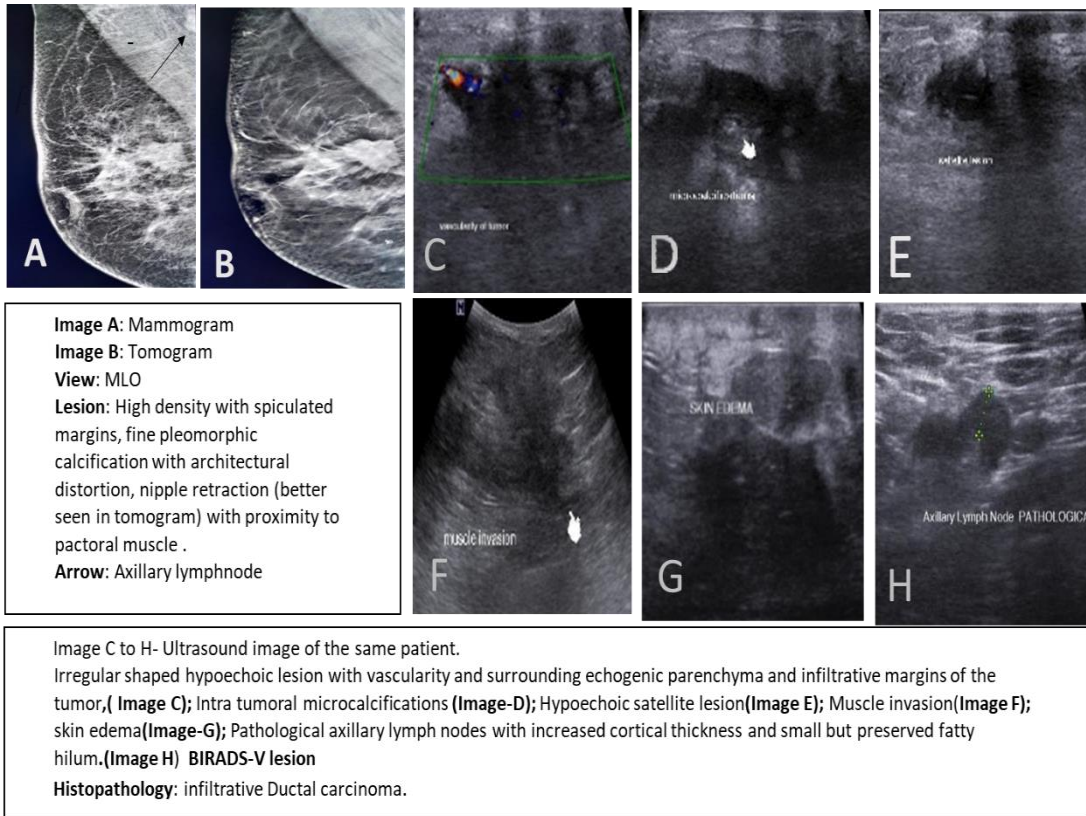 A
B
C
vascularity of tumor
D
E
Image A: Mammogram
Image B: Tomogram
View: MLO
Lesion: High density with spiculated
margins, fine pleomorphic
calcification with architectural
distortion, nipple retraction (better
seen in tomogram) with proximity to
pactoral muscle .
Arrow: Axillary lymphnode
muscle invasion
F
SKIN EDEMA
G
Axillary Lymph Node PATHOLOGICA
H
Image C to H- Ultrasound image of the same patient.
Irregular shaped hypoechoic lesion with vascularity and surrounding echogenic parenchyma and infiltrative margins of the
tumor,( Image C); Intra tumoral microcalcifications (Image-D); Hypoechoic satellite lesion(Image E); Muscle invasion(Image F);
skin edema(Image-G); Pathological axillary lymph nodes with increased cortical thickness and small but preserved fatty
hilum.(Image H) BIRADS-V lesion
Histopathology: infiltrative Ductal carcinoma.